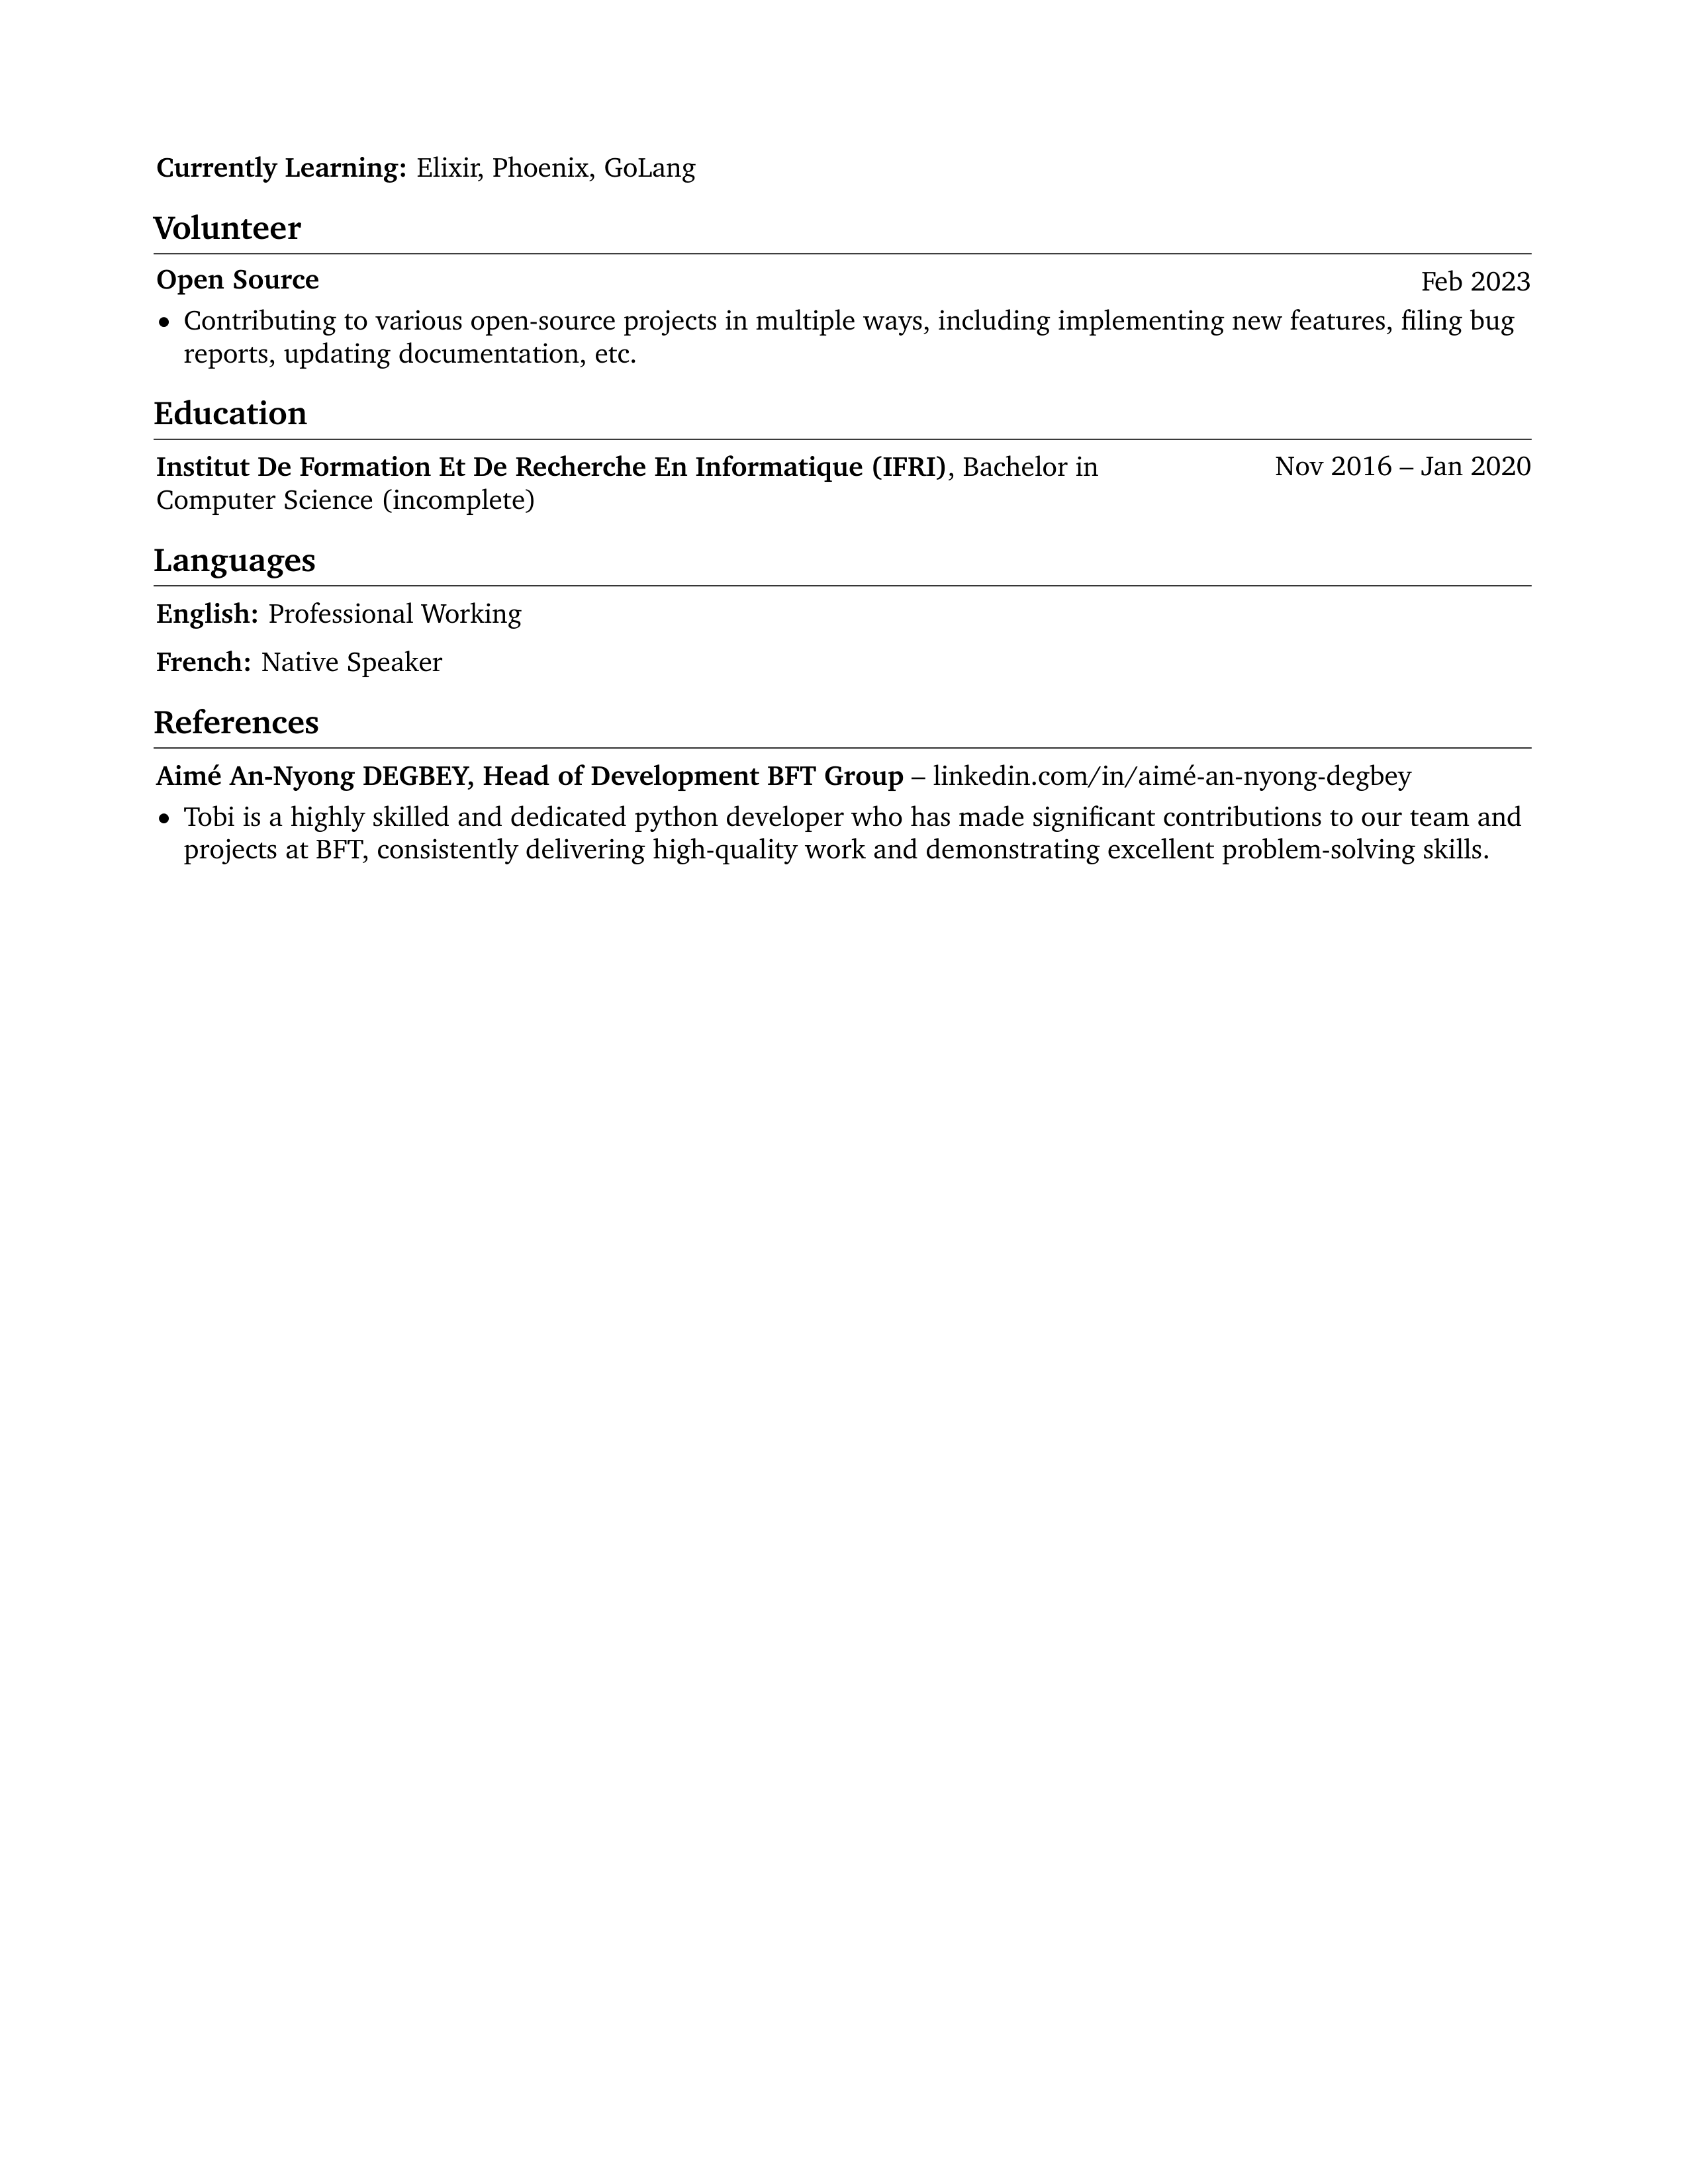 Currently Learning: Elixir, Phoenix, GoLang
Volunteer
Open Source Feb 2023
• Contributing to various open-source projects in multiple ways, including implementing new features, filing bug
reports, updating documentation, etc.
Education
Institut De Formation Et De Recherche En Informatique (IFRI), Bachelor in Nov 2016 – Jan 2020
Computer Science (incomplete)
Languages
English: Professional Working
French: Native Speaker
References
Aimé An-Nyong DEGBEY, Head of Development BFT Group – linkedin.com/in/aimé-an-nyong-degbey
• Tobi is a highly skilled and dedicated python developer who has made significant contributions to our team and
projects at BFT, consistently delivering high-quality work and demonstrating excellent problem-solving skills.